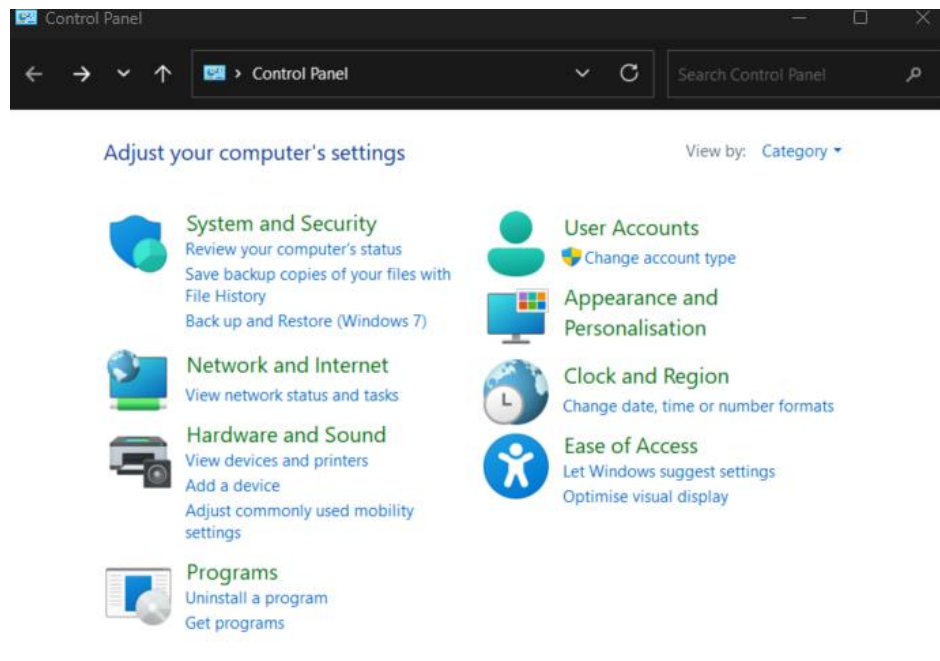 Control Panel
Control Panel
Search Control Panel
Adjust your computer's settings
View by: Category
System and Security
Review your computer's status
Save backup copies of your files with
File History
Back up and Restore (Windows 7)
Network and Internet
View network status and tasks
Hardware and Sound
View devices and printers
Add a device
Adjust commonly used mobility
settings
Programs
Uninstall a program
Get programs
User Accounts
Change account type
Appearance and
Personalisation
Clock and Region
Change date, time or number formats
Ease of Access
Let Windows suggest settings
Optimise visual display